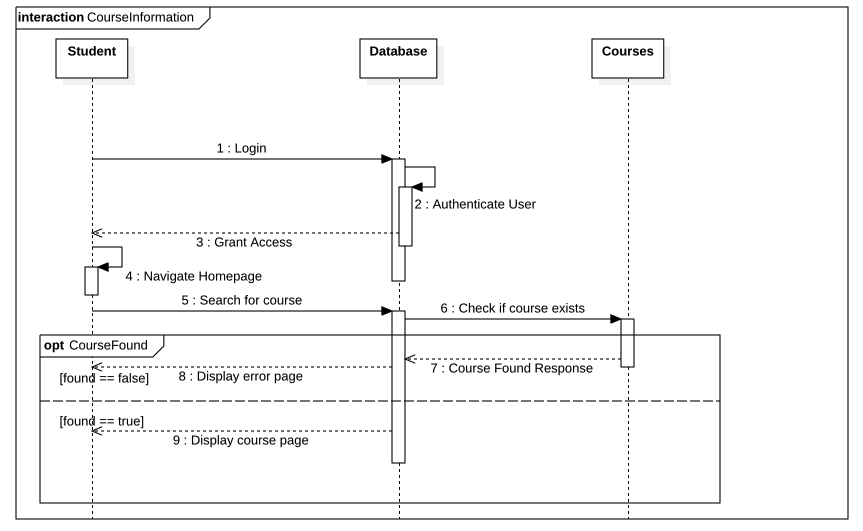 interaction CourseInformation
Student
Database
Courses
1 : Login
2 : Authenticate User
3 : Grant Access
4 : Navigate Homepage
5 : Search for course
6 : Check if course exists
opt CourseFound
7 : Course Found Response
8 : Display error page
[found == false]
[found == true]
9 : Display course page